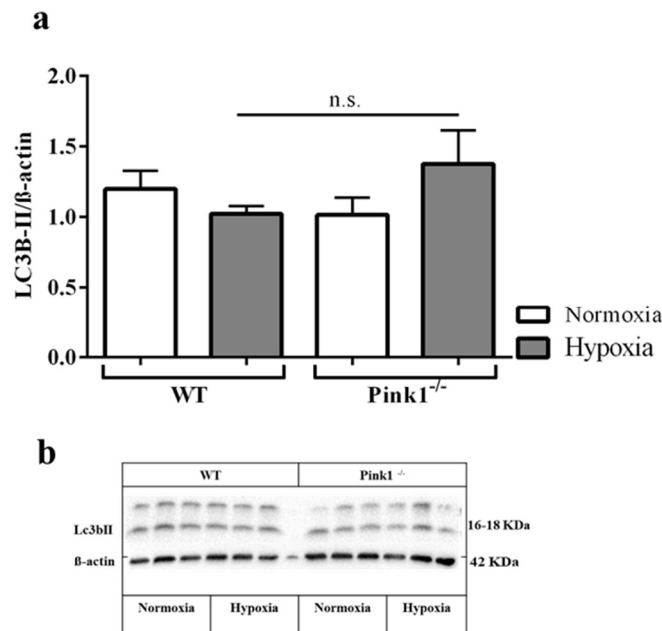 a
2.0
1.5
1.0
0.5
0.0
LC3B-II/ß-actin
n.s.
Normoxia
Hypoxia
WT
Pink1-/-
b
WT Pink1 -/-
Lc3bII 16-18 KDa
ß-actin 42 KDa
Normoxia Hypoxia Normoxia Hypoxia